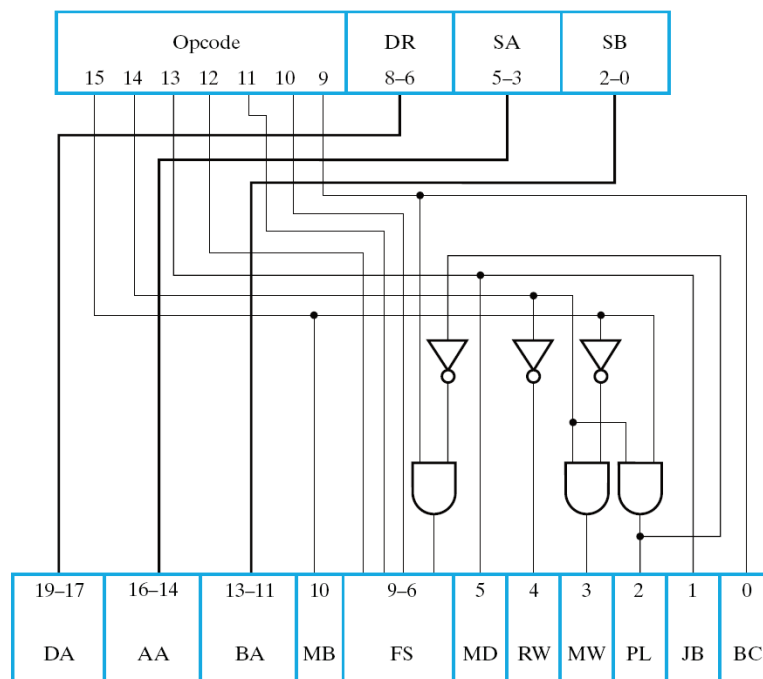 Opcode DR SA SB
15 14 13 12 11 10 9 8–6 5–3 2–0
19–17 16–14 13–11 10 9–6 5 4 3 2 1 0
DA AA BA MB FS MD RW MW PL JB BC